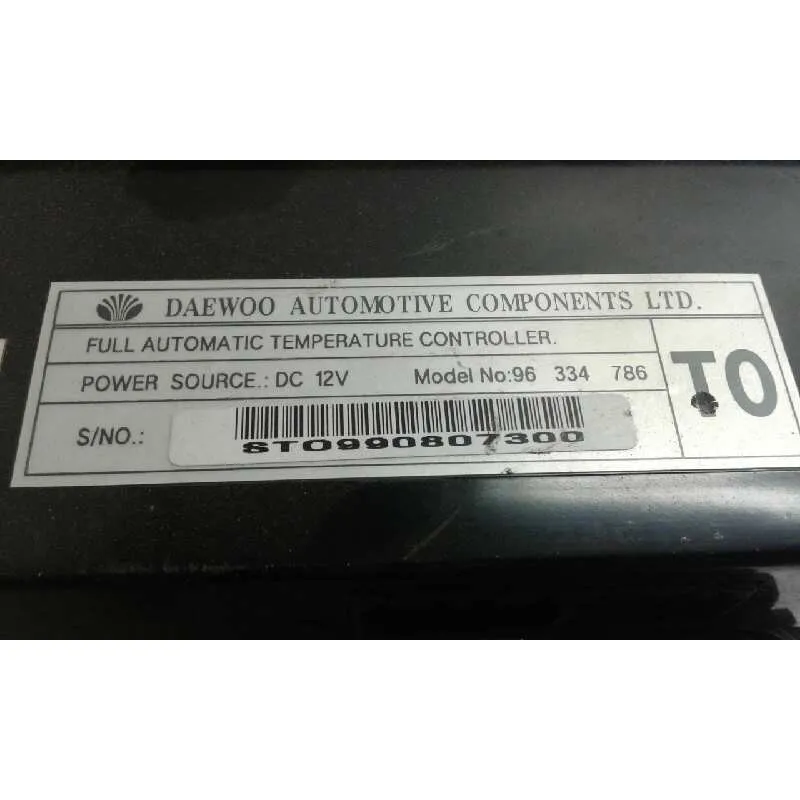 DAEWOO AUTOMOTIVE COMPONENTS LTD.
FULL AUTOMATIC TEMPERATURE CONTROLLER.
POWER SOURCE.: DC 12V Model No:96 334 786
TO
S/NO.:
STO990807300